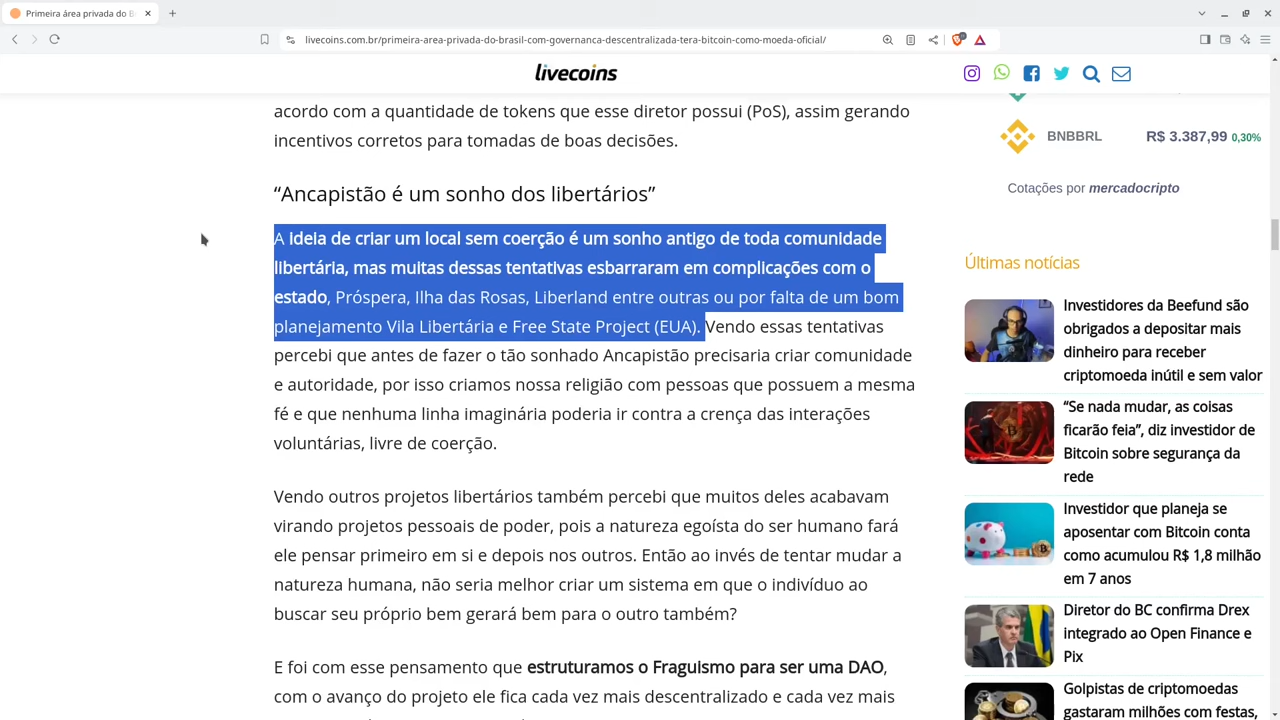 Primeira área privada do B
livecoins.com.br/primeira-area-privada-do-brasil-com-governanca-descentralizada-tera-bitcoin-como-moeda-oficial/
livecoins
acordo com a quantidade de tokens que esse diretor possui (PoS), assim gerando
incentivos corretos para tomadas de boas decisões.
“Ancapistão é um sonho dos libertários”
A ideia de criar um local sem coerção é um sonho antigo de toda comunidade
libertária, mas muitas dessas tentativas esbarraram em complicações com o
estado, Próspera, Ilha das Rosas, Liberland entre outras ou por falta de um bom
planejamento Vila Libertária e Free State Project (EUA). Vendo essas tentativas
percebi que antes de fazer o tão sonhado Ancapistão precisaria criar comunidade
e autoridade, por isso criamos nossa religião com pessoas que possuem a mesma
fé e que nenhuma linha imaginária poderia ir contra a crença das interações
voluntárias, livre de coerção.
Vendo outros projetos libertários também percebi que muitos deles acabavam
virando projetos pessoais de poder, pois a natureza egoísta do ser humano fará
ele pensar primeiro em si e depois nos outros. Então ao invés de tentar mudar a
natureza humana, não seria melhor criar um sistema em que o indivíduo ao
buscar seu próprio bem gerará bem para o outro também?
E foi com esse pensamento que estruturamos o Fraguismo para ser uma DAO,
com o avanço do projeto ele fica cada vez mais descentralizado e cada vez mais
BNBBRL R$ 3.387,99 0,30%
Cotações por mercadocripto
Últimas notícias
Investidores da Beefund são
obrigados a depositar mais
dinheiro para receber
criptomoeda inútil e sem valor
“Se nada mudar, as coisas
ficarão feia”, diz investidor de
Bitcoin sobre segurança da
rede
Investidor que planeja se
aposentar com Bitcoin conta
como acumulou R$ 1,8 milhão
em 7 anos
Diretor do BC confirma Drex
integrado ao Open Finance e
Pix
Golpistas de criptomoedas
gastaram milhões com festas,